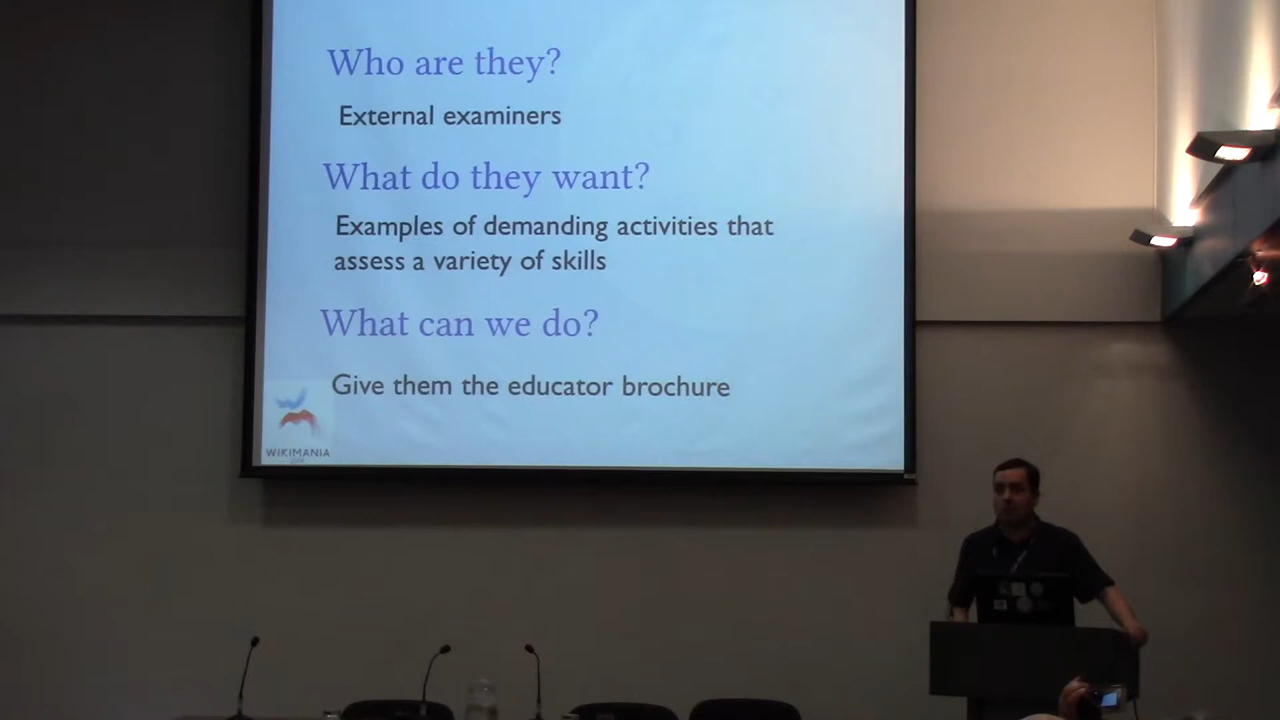 Who are they?
External examiners
What do they want?
Examples of demanding activities that
assess a variety of skills
What can we do?
Give them the educator brochure
WIKIMANIA